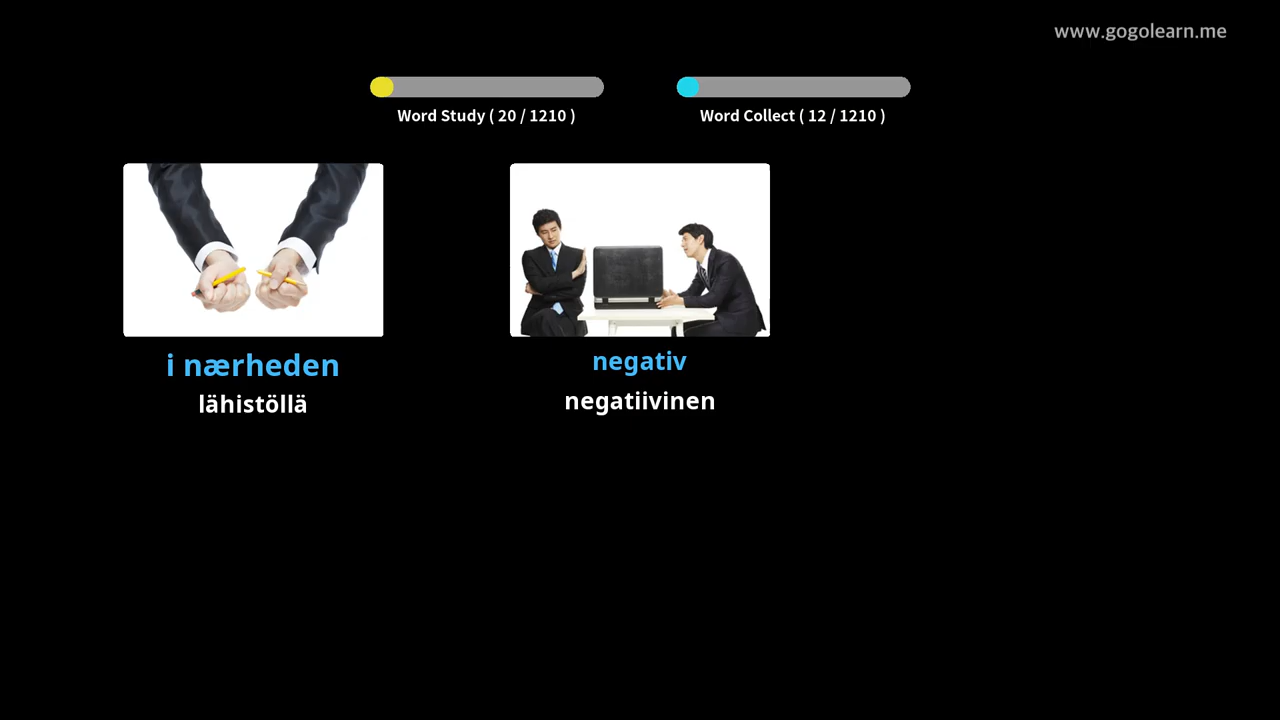 www.gogolearn.me
Word Study ( 20 / 1210 )
Word Collect ( 12 / 1210 )
i nærheden
lähistöllä
negativ
negatiivinen